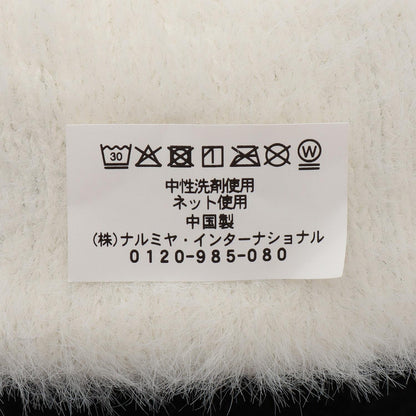 30 W
中性洗剤使用
ネット使用
中国製
(株)ナルミヤ・インターナショナル
0120-985-080